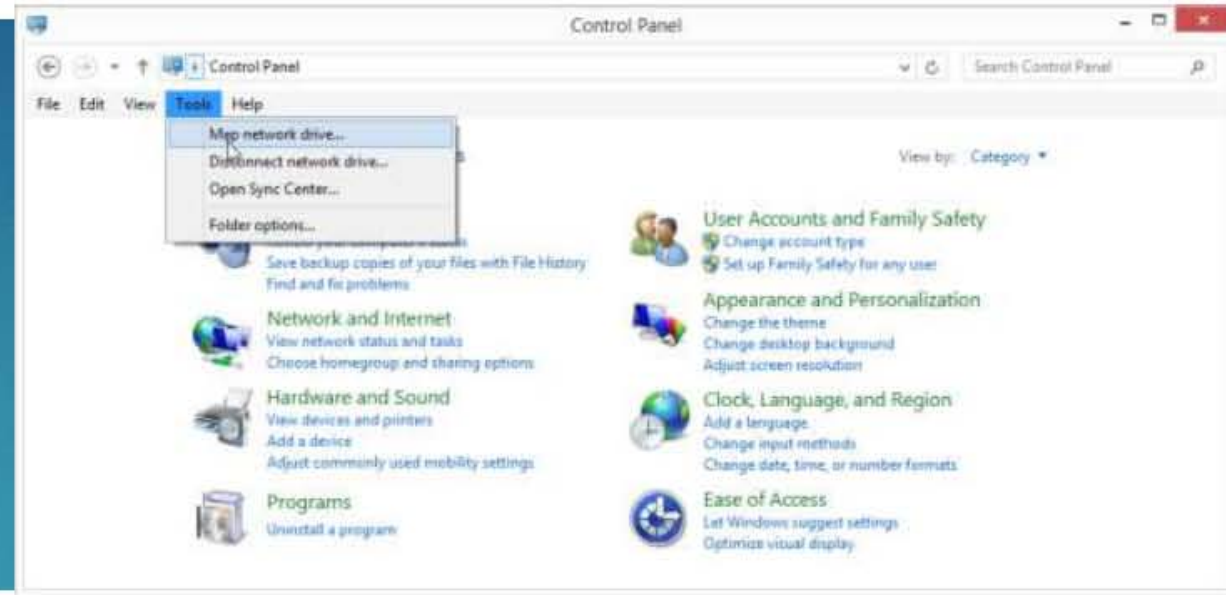 Control Panel
Control Panel
Search Control Panel
File Edit View Tools Help
Map network drive...
Disconnect network drive...
Open Sync Center...
Folder options...
View by: Category
Save backup copies of your files with File History
Find and fix problems
Network and Internet
View network status and tasks
Choose homegroup and sharing options
Hardware and Sound
View devices and printers
Add a device
Adjust commonly used mobility settings
Programs
Uninstall a program
User Accounts and Family Safety
Change account type
Set up Family Safety for any user
Appearance and Personalization
Change the theme
Change desktop background
Adjust screen resolution
Clock, Language, and Region
Add a language
Change input methods
Change date, time, or number formats
Ease of Access
Let Windows suggest settings
Optimize visual display